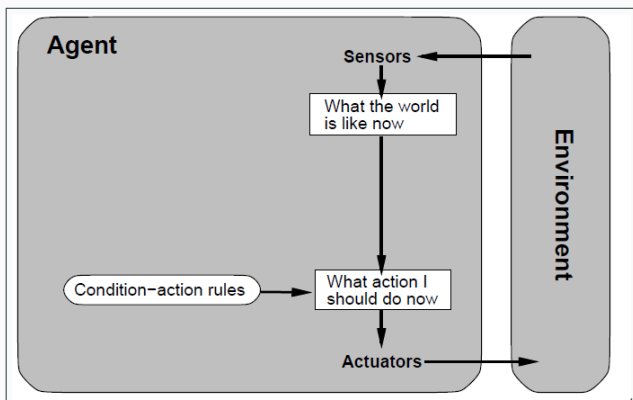 Agent
Sensors
What the world
is like now
Condition−action rules
What action I
should do now
Actuators
Environment